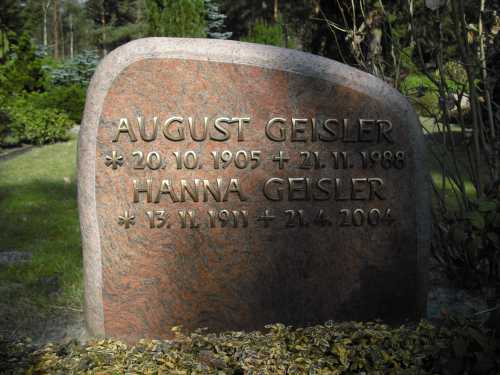 AUGUST GEISLER
* 20. 10. 1905 + 21. 11. 1988
HANNA GEISLER
* 13. 11. 1911 + 21. 4. 2004